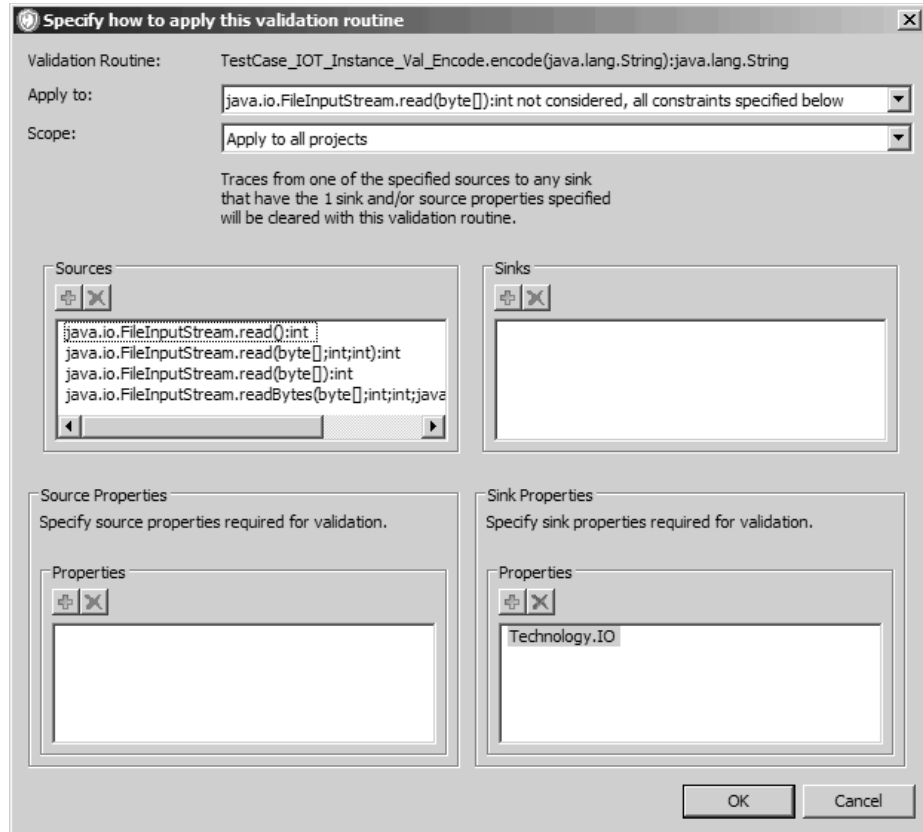 Specify how to apply this validation routine
Validation Routine: TestCase_IOT_Instance_Val_Encode.encode(java.lang.String):java.lang.String
Apply to: java.io.FileInputStream.read(byte[]):int not considered, all constraints specified below
Scope: Apply to all projects
Traces from one of the specified sources to any sink
that have the 1 sink and/or source properties specified
will be cleared with this validation routine.
Sources
java.io.FileInputStream.read():int
java.io.FileInputStream.read(byte[];int;int):int
java.io.FileInputStream.read(byte[]):int
java.io.FileInputStream.readBytes(byte[];int;int;java
Sinks
Source Properties
Specify source properties required for validation.
Properties
Sink Properties
Specify sink properties required for validation.
Properties
Technology.IO
OK
Cancel